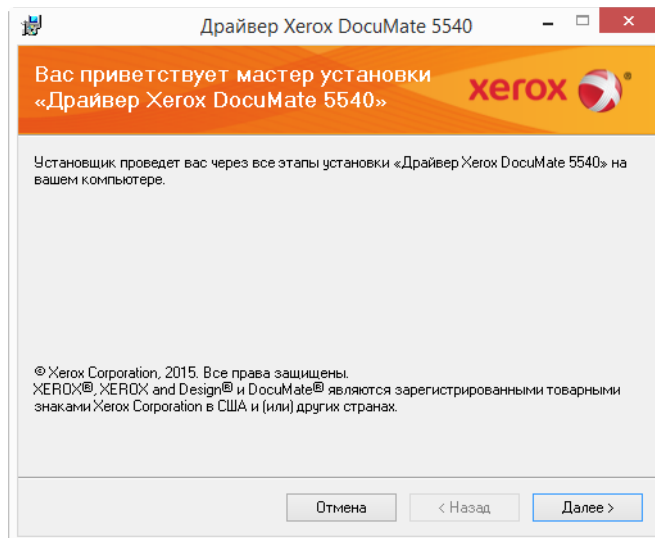 Драйвер Xerox DocuMate 5540
Вас приветствует мастер установки
«Драйвер Xerox DocuMate 5540»
xerox
Установщик проведет вас через все этапы установки «Драйвер Xerox DocuMate 5540» на
вашем компьютере.
© Xerox Corporation, 2015. Все права защищены.
XEROX®, XEROX and Design® и DocuMate® являются зарегистрированными товарными
знаками Xerox Corporation в США и (или) других странах.
Отмена
< Назад
Далее >